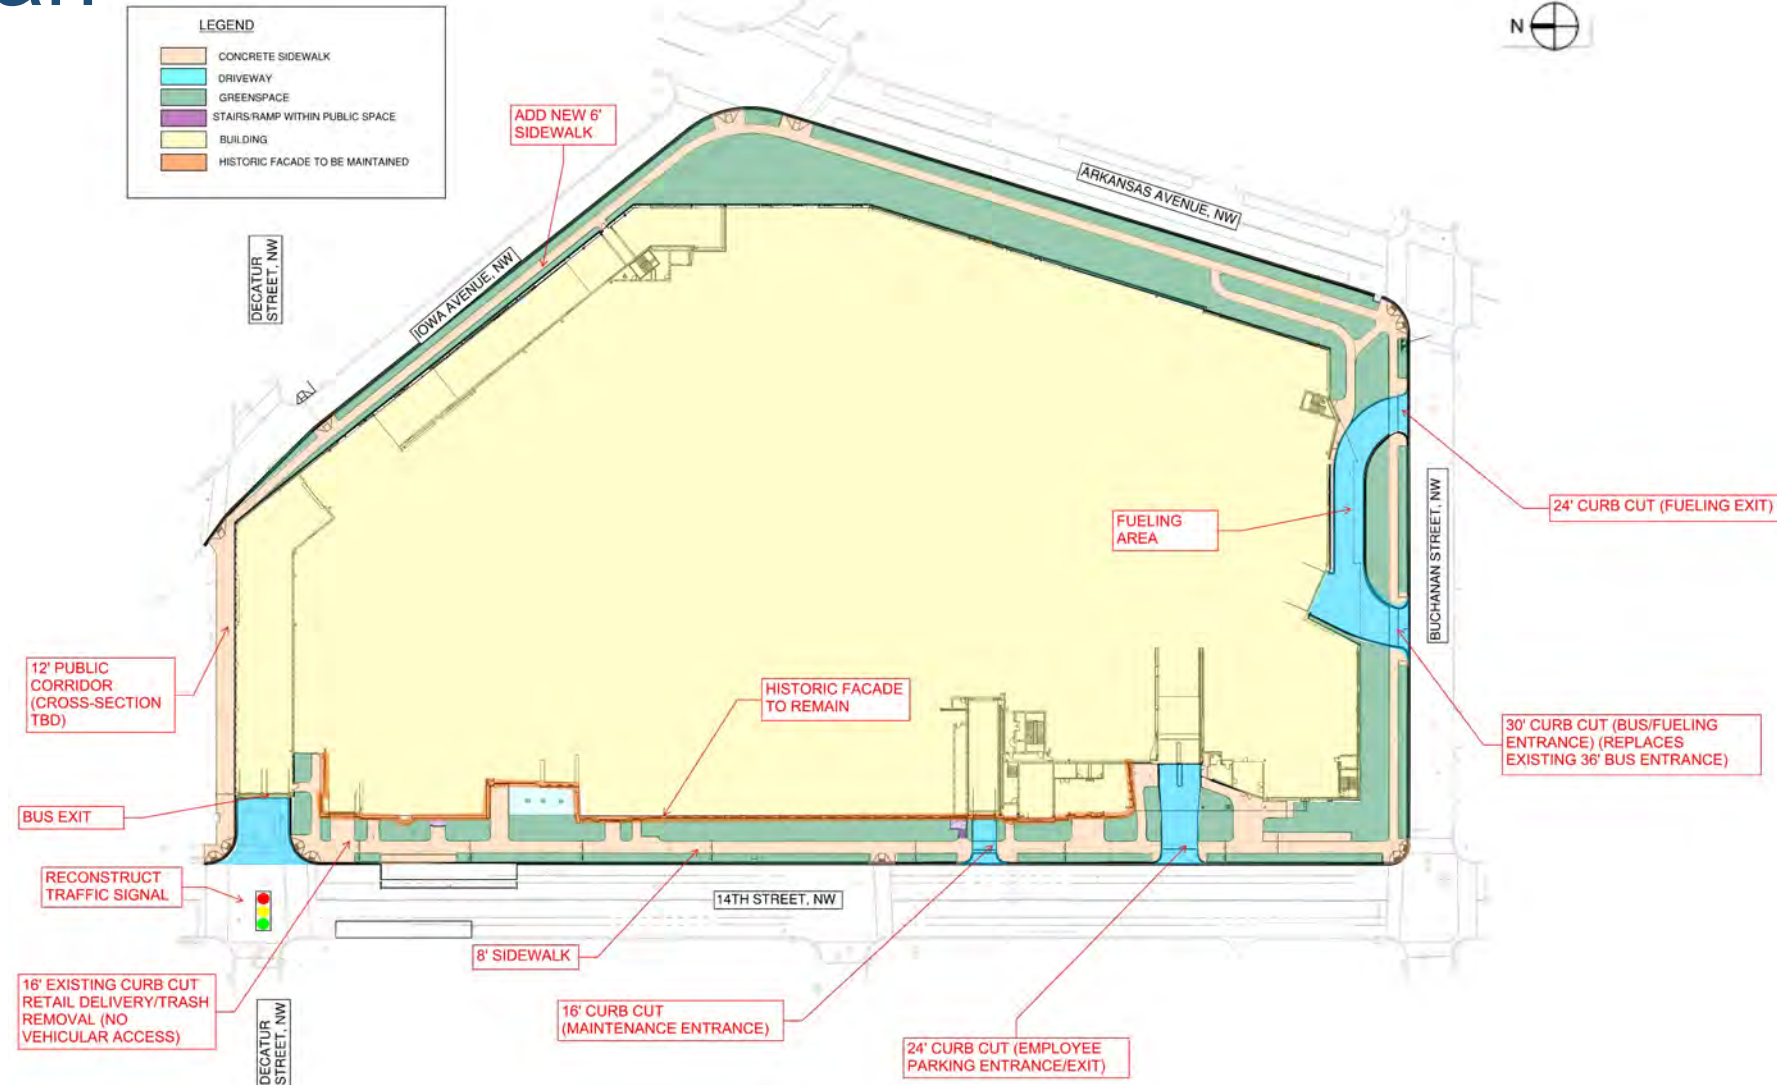 LEGEND
CONCRETE SIDEWALK
DRIVEWAY
GREENSPACE
STAIRS/RAMP WITHIN PUBLIC SPACE
BUILDING
HISTORIC FACADE TO BE MAINTAINED
N
ADD NEW 6'
SIDEWALK
ARKANSAS AVENUE, NW
DECATUR
STREET, NW
IOWA AVENUE, NW
24' CURB CUT (FUELING EXIT)
FUELING
AREA
BUCHANAN STREET, NW
12' PUBLIC
CORRIDOR
(CROSS-SECTION
TBD)
HISTORIC FACADE
TO REMAIN
30' CURB CUT (BUS/FUELING
ENTRANCE) (REPLACES
EXISTING 36' BUS ENTRANCE)
BUS EXIT
RECONSTRUCT
TRAFFIC SIGNAL
14TH STREET, NW
8' SIDEWALK
16' EXISTING CURB CUT
RETAIL DELIVERY/TRASH
REMOVAL (NO
VEHICULAR ACCESS)
16' CURB CUT
(MAINTENANCE ENTRANCE)
24' CURB CUT (EMPLOYEE
PARKING ENTRANCE/EXIT)
DECATUR
STREET, NW